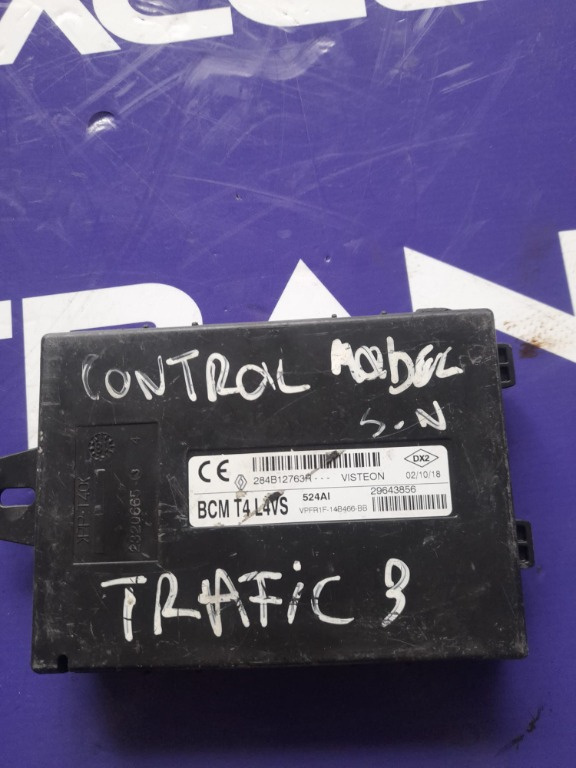 TRAN
CONTROL MODEL
S.N
CE 284B12763R--- VISTEON DX2 02/10/18
BCM T4 L4VS 524AI 29643856
VPFR1F-14B466-BB
TRAFIC 3